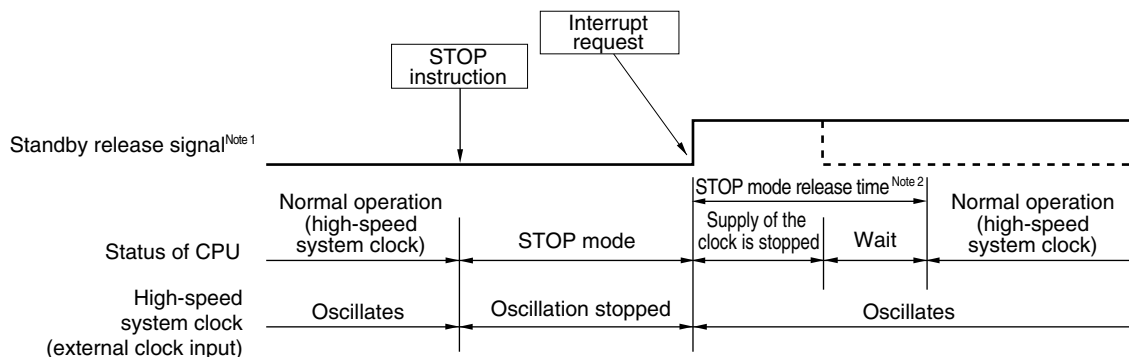 Interrupt
request
STOP
instruction
Standby release signal Note 1
STOP mode release time Note 2
Normal operation
(high-speed
system clock)
Supply of the
clock is stopped
Normal operation
(high-speed
system clock)
Status of CPU
STOP mode
Wait
High-speed
system clock
(external clock input)
Oscillates
Oscillation stopped
Oscillates